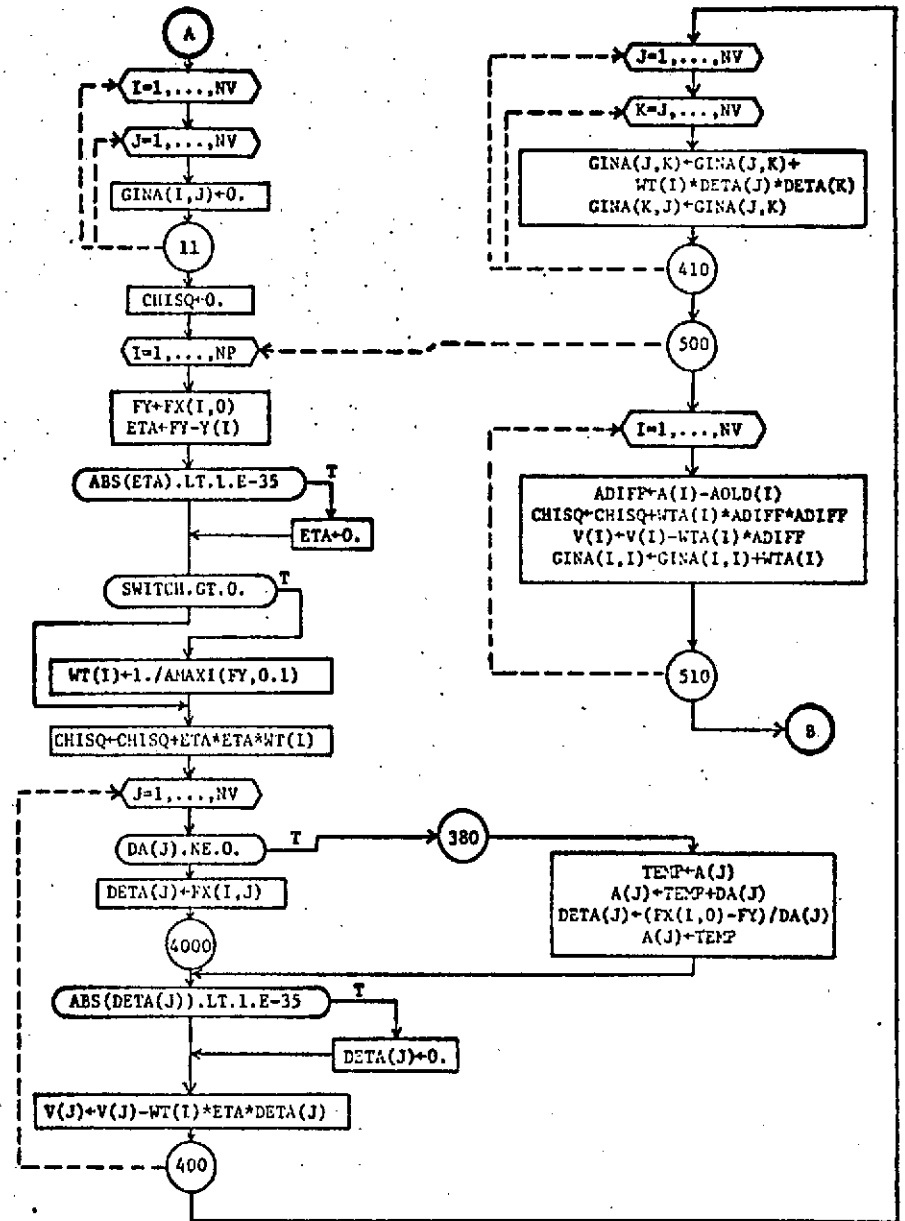 A
I=1,...,NV
J=1,...,NV
GINA(I,J)←0.
11
CHISQ←0.
I=1,...,NP
FY←FX(I,0)
ETA←FY-Y(I)
ABS(ETA).LT.1.E-35
T
ETA←0.
SWITCH.GT.0.
T
WT(I)←1./AMAX1(FY,0.1)
CHISQ←CHISQ+ETA*ETA*WT(I)
J=1,...,NV
DA(J).NE.0.
T
380
DETA(J)←FX(I,J)
TEMP←A(J)
A(J)←TEMP+DA(J)
DETA(J)←(FX(I,0)-FY)/DA(J)
A(J)←TEMP
4000
ABS(DETA(J)).LT.1.E-35
T
DETA(J)←0.
V(J)←V(J)-WT(I)*ETA*DETA(J)
400
J=1,...,NV
K=J,...,NV
GINA(J,K)←GINA(J,K)+
WT(I)*DETA(J)*DETA(K)
GINA(K,J)←GINA(J,K)
410
500
I=1,...,NV
ADIFF←A(I)-AOLD(I)
CHISQ←CHISQ+WTA(I)*ADIFF*ADIFF
V(I)←V(I)-WTA(I)*ADIFF
GINA(I,I)←GINA(I,I)+WTA(I)
510
B